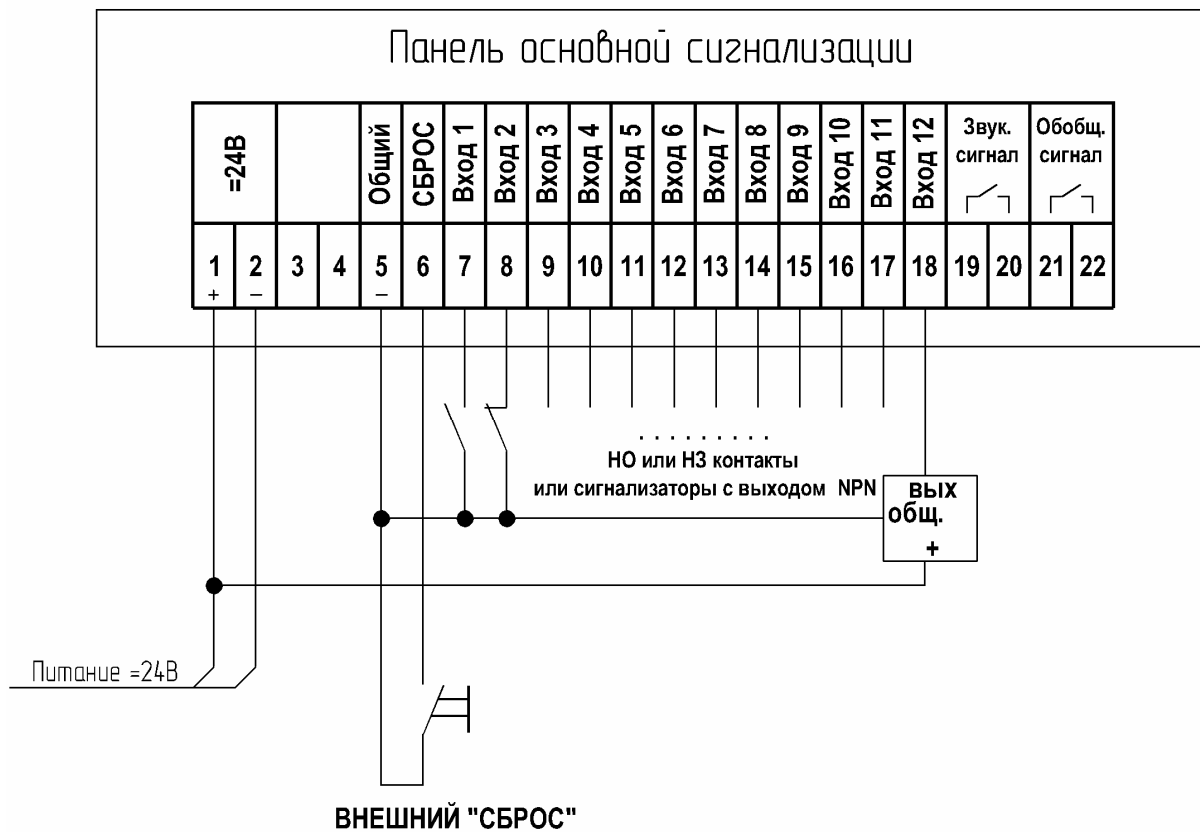 Панель основной сигнализации
=24В
Общий
СБРОС
Вход 1
Вход 2
Вход 3
Вход 4
Вход 5
Вход 6
Вход 7
Вход 8
Вход 9
Вход 10
Вход 11
Вход 12
Звук.
сигнал
Обобщ.
сигнал
1 2 3 4 5 6 7 8 9 10 11 12 13 14 15 16 17 18 19 20 21 22
+ – –
. . . . . . . . .
НО или НЗ контакты
или сигнализаторы с выходом NPN
вых
общ.
+
Питание =24В
ВНЕШНИЙ "СБРОС"